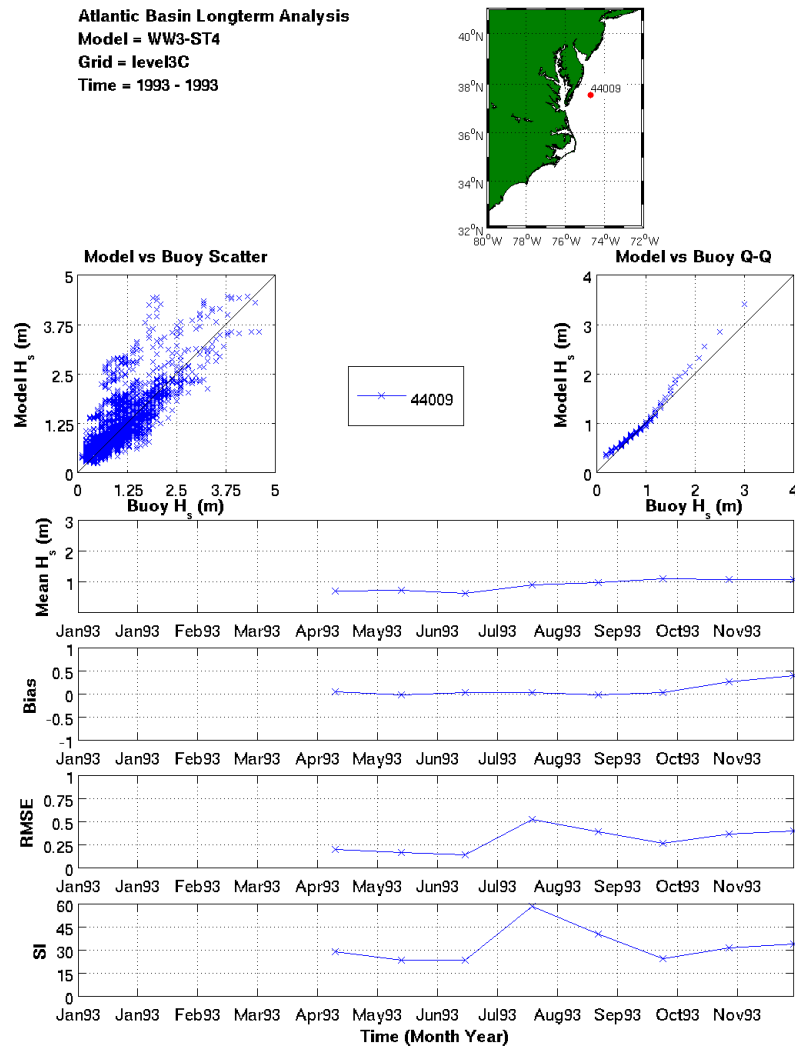 Atlantic Basin Longterm Analysis
Model = WW3-ST4
Grid = level3C
Time = 1993 - 1993
40°N
38°N
36°N
34°N
32°N
80°W 78°W 76°W 74°W 72°W
44009
Model vs Buoy Scatter
5
3.75
2.5
1.25
0
Model H_s (m)
0 1.25 2.5 3.75 5
Buoy H_s (m)
44009
Model vs Buoy Q-Q
4
3
2
1
0
Model H_s (m)
0 1 2 3 4
Buoy H_s (m)
3
2
1
Mean H_s (m)
Jan93 Jan93 Feb93 Mar93 Apr93 May93 Jun93 Jul93 Aug93 Sep93 Oct93 Nov93
1
0.5
0
-0.5
-1
Bias
Jan93 Jan93 Feb93 Mar93 Apr93 May93 Jun93 Jul93 Aug93 Sep93 Oct93 Nov93
1
0.75
0.5
0.25
0
RMSE
Jan93 Jan93 Feb93 Mar93 Apr93 May93 Jun93 Jul93 Aug93 Sep93 Oct93 Nov93
60
45
30
15
0
SI
Jan93 Jan93 Feb93 Mar93 Apr93 May93 Jun93 Jul93 Aug93 Sep93 Oct93 Nov93
Time (Month Year)